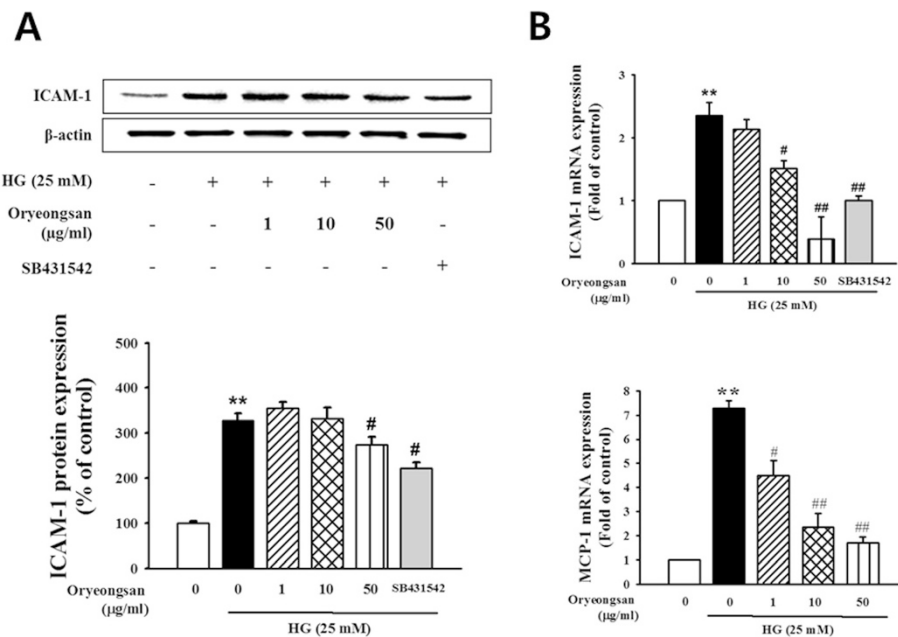 A
ICAM-1
β-actin
HG (25 mM) - + + + + +
Oryeongsan
(µg/ml) - - 1 10 50 -
SB431542 - - - - - +
ICAM-1 protein expression
(% of control)
500
400
300
200
100
0
**
#
#
Oryeongsan
(µg/ml)
0 0 1 10 50 SB431542
HG (25 mM)
B
ICAM-1 mRNA expression
(Fold of control)
3
2
1
0
**
#
##
##
Oryeongsan
(µg/ml)
0 0 1 10 50 SB431542
HG (25 mM)
MCP-1 mRNA expression
(Fold of control)
8
7
6
5
4
3
2
1
0
**
#
##
##
Oryeongsan
(µg/ml)
0 0 1 10 50
HG (25 mM)